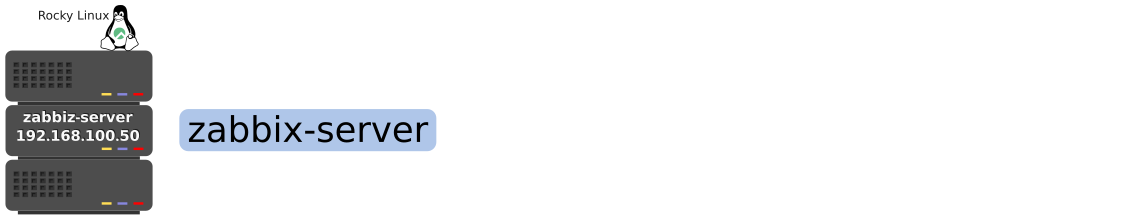 Rocky Linux
zabbiz-server
192.168.100.50
zabbix-server